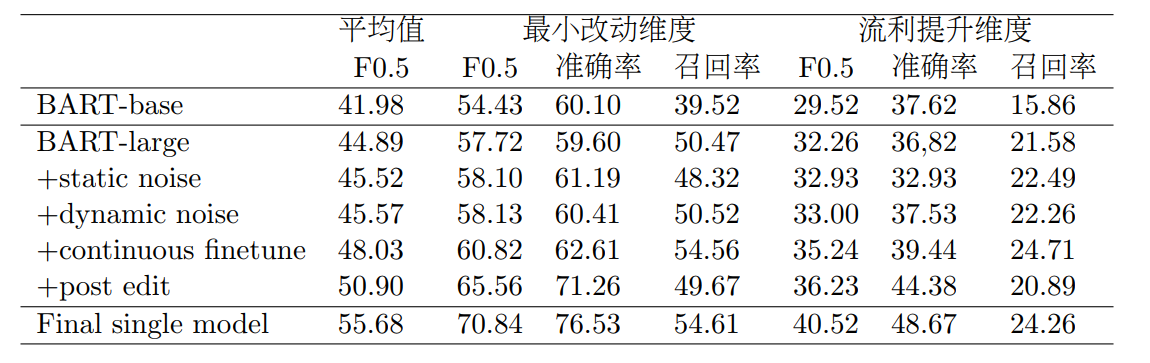 平均值 最小改动维度 流利提升维度
F0.5 F0.5 准确率 召回率 F0.5 准确率 召回率
BART-base 41.98 54.43 60.10 39.52 29.52 37.62 15.86
BART-large 44.89 57.72 59.60 50.47 32.26 36,82 21.58
+static noise 45.52 58.10 61.19 48.32 32.93 32.93 22.49
+dynamic noise 45.57 58.13 60.41 50.52 33.00 37.53 22.26
+continuous finetune 48.03 60.82 62.61 54.56 35.24 39.44 24.71
+post edit 50.90 65.56 71.26 49.67 36.23 44.38 20.89
Final single model 55.68 70.84 76.53 54.61 40.52 48.67 24.26